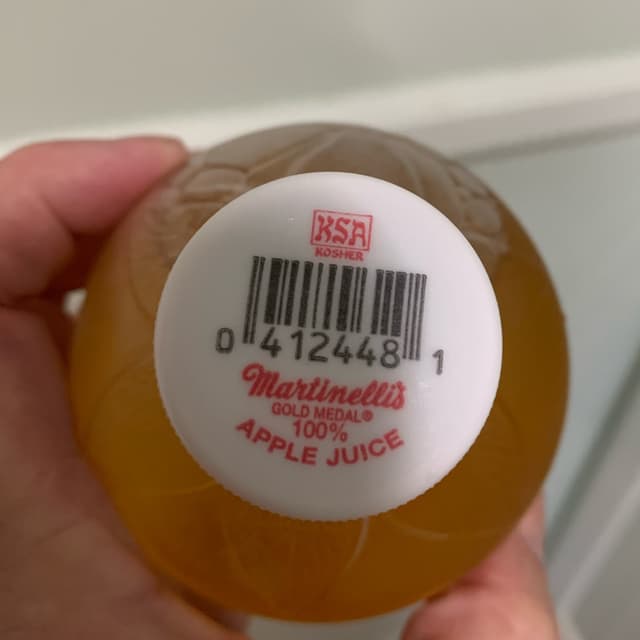 KSA
KOSHER
0 412448 1
Martinelli's
GOLD MEDAL®
100%
APPLE JUICE